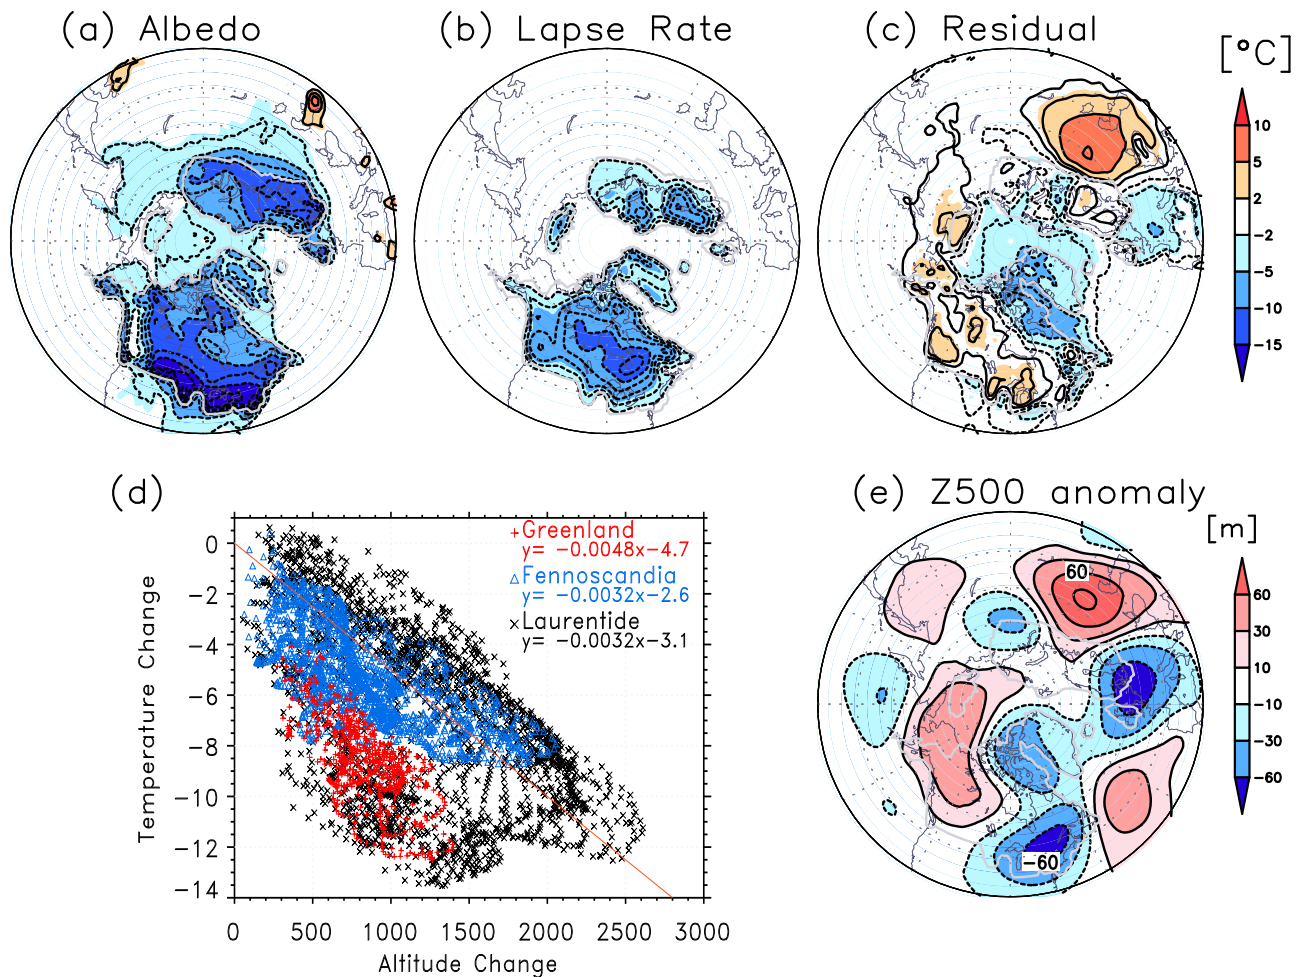 (a) Albedo
(b) Lapse Rate
(c) Residual
[°C]
10
5
2
−2
−5
−10
−15
(d)
+Greenland
y= −0.0048x−4.7
△Fennoscandia
y= −0.0032x−2.6
×Laurentide
y= −0.0032x−3.1
Temperature Change
0
−2
−4
−6
−8
−10
−12
−14
0 500 1000 1500 2000 2500 3000
Altitude Change
(e) Z500 anomaly
[m]
60
−60
60
30
10
−10
−30
−60